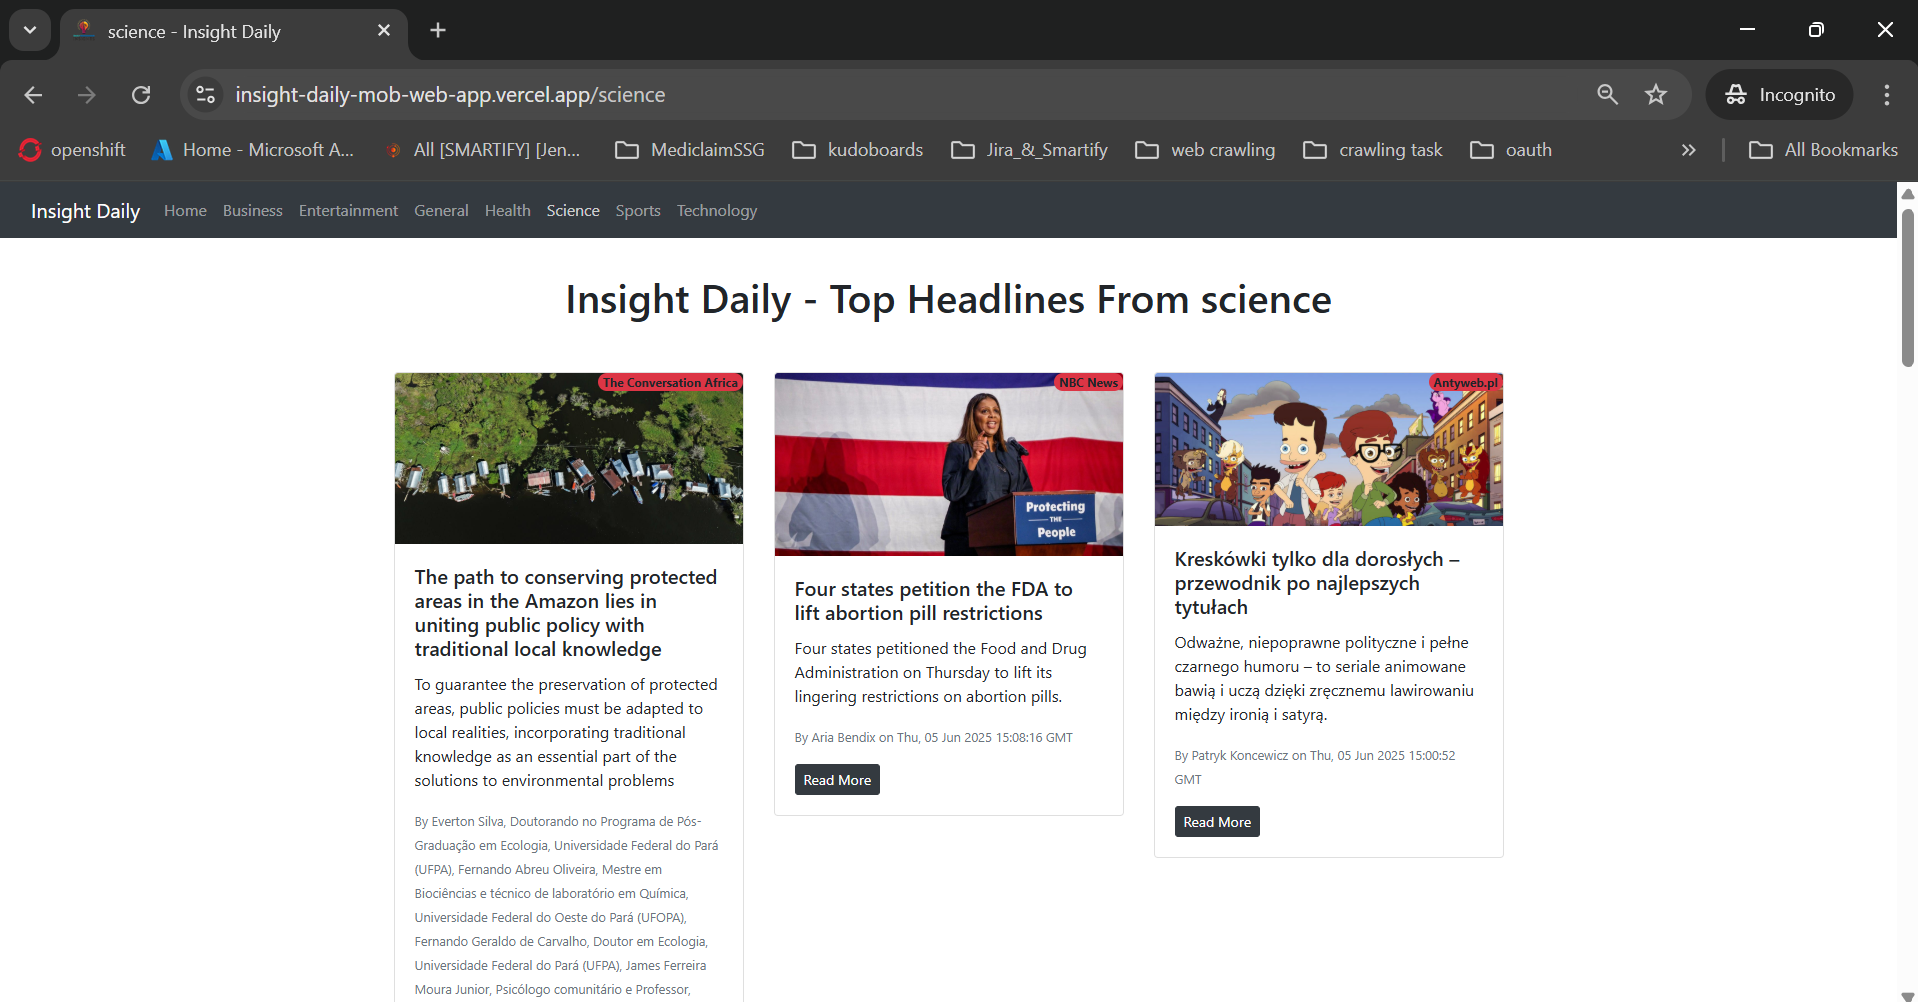 science - Insight Daily
insight-daily-mob-web-app.vercel.app/science
Incognito
openshift
Home - Microsoft A...
All [SMARTIFY] [Jen...
MediclaimSSG
kudoboards
Jira_&_Smartify
web crawling
crawling task
oauth
All Bookmarks
Insight Daily
Home
Business
Entertainment
General
Health
Science
Sports
Technology
Insight Daily - Top Headlines From science
The Conversation Africa
The path to conserving protected
areas in the Amazon lies in
uniting public policy with
traditional local knowledge
To guarantee the preservation of protected
areas, public policies must be adapted to
local realities, incorporating traditional
knowledge as an essential part of the
solutions to environmental problems
By Everton Silva, Doutorando no Programa de Pós-
Graduação em Ecologia, Universidade Federal do Pará
(UFPA), Fernando Abreu Oliveira, Mestre em
Biociências e técnico de laboratório em Química,
Universidade Federal do Oeste do Pará (UFOPA),
Fernando Geraldo de Carvalho, Doutor em Ecologia,
Universidade Federal do Pará (UFPA), James Ferreira
Moura Junior, Psicólogo comunitário e Professor,
NBC News
Protecting
THE
People
Four states petition the FDA to
lift abortion pill restrictions
Four states petitioned the Food and Drug
Administration on Thursday to lift its
lingering restrictions on abortion pills.
By Aria Bendix on Thu, 05 Jun 2025 15:08:16 GMT
Read More
Antyweb.pl
Kreskówki tylko dla dorosłych –
przewodnik po najlepszych
tytułach
Odważne, niepoprawne polityczne i pełne
czarnego humoru – to seriale animowane
bawią i uczą dzięki zręcznemu lawirowaniu
między ironią i satyrą.
By Patryk Koncewicz on Thu, 05 Jun 2025 15:00:52
GMT
Read More